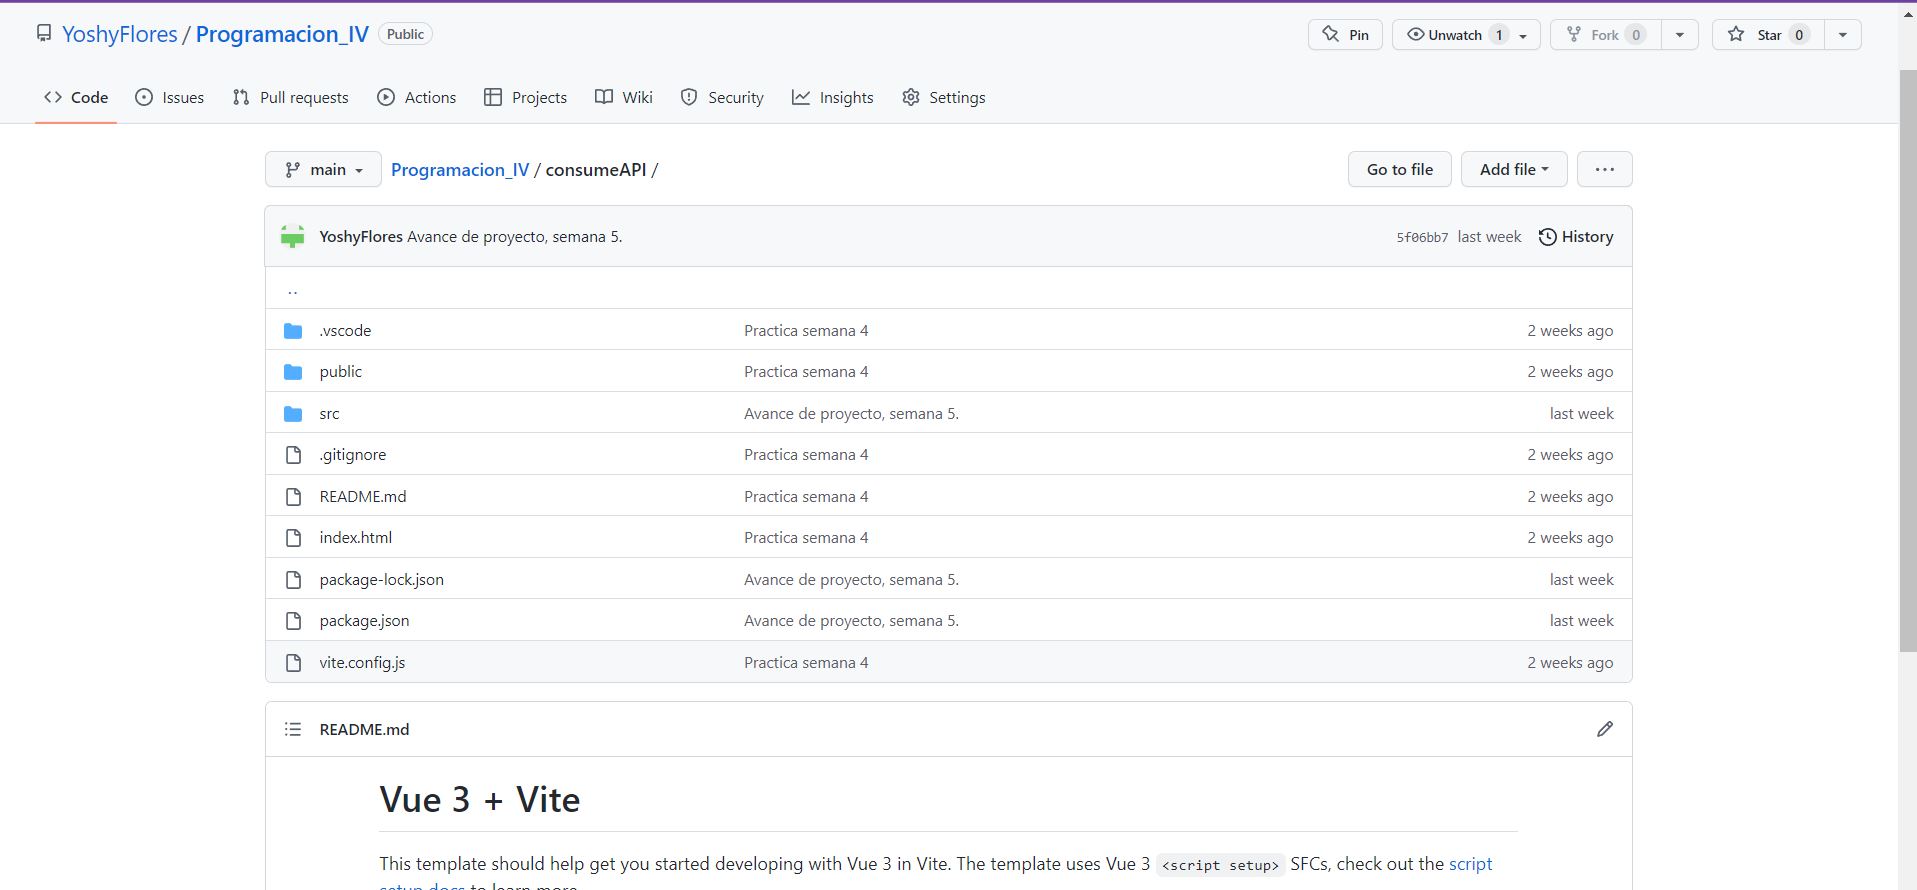 YoshyFlores / Programacion_IV Public Pin Unwatch 1 Fork 0 Star 0
Code Issues Pull requests Actions Projects Wiki Security Insights Settings
main Programacion_IV / consumeAPI / Go to file Add file ...
YoshyFlores Avance de proyecto, semana 5. 5f06bb7 last week History
..
.vscode Practica semana 4 2 weeks ago
public Practica semana 4 2 weeks ago
src Avance de proyecto, semana 5. last week
.gitignore Practica semana 4 2 weeks ago
README.md Practica semana 4 2 weeks ago
index.html Practica semana 4 2 weeks ago
package-lock.json Avance de proyecto, semana 5. last week
package.json Avance de proyecto, semana 5. last week
vite.config.js Practica semana 4 2 weeks ago
README.md
Vue 3 + Vite
This template should help get you started developing with Vue 3 in Vite. The template uses Vue 3 <script setup> SFCs, check out the script
setup docs to learn more